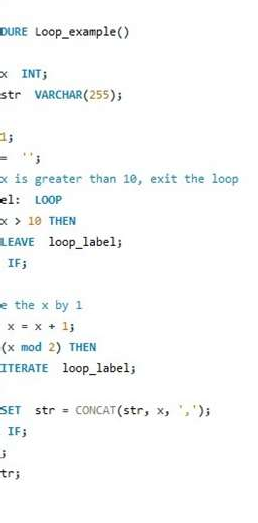 DURE Loop_example()
x INT;
str VARCHAR(255);
1;
= '';
x is greater than 10, exit the loop
el: LOOP
x > 10 THEN
LEAVE loop_label;
IF;
e the x by 1
x = x + 1;
(x mod 2) THEN
ITERATE loop_label;
SET str = CONCAT(str, x, ',');
IF;
;
tr;